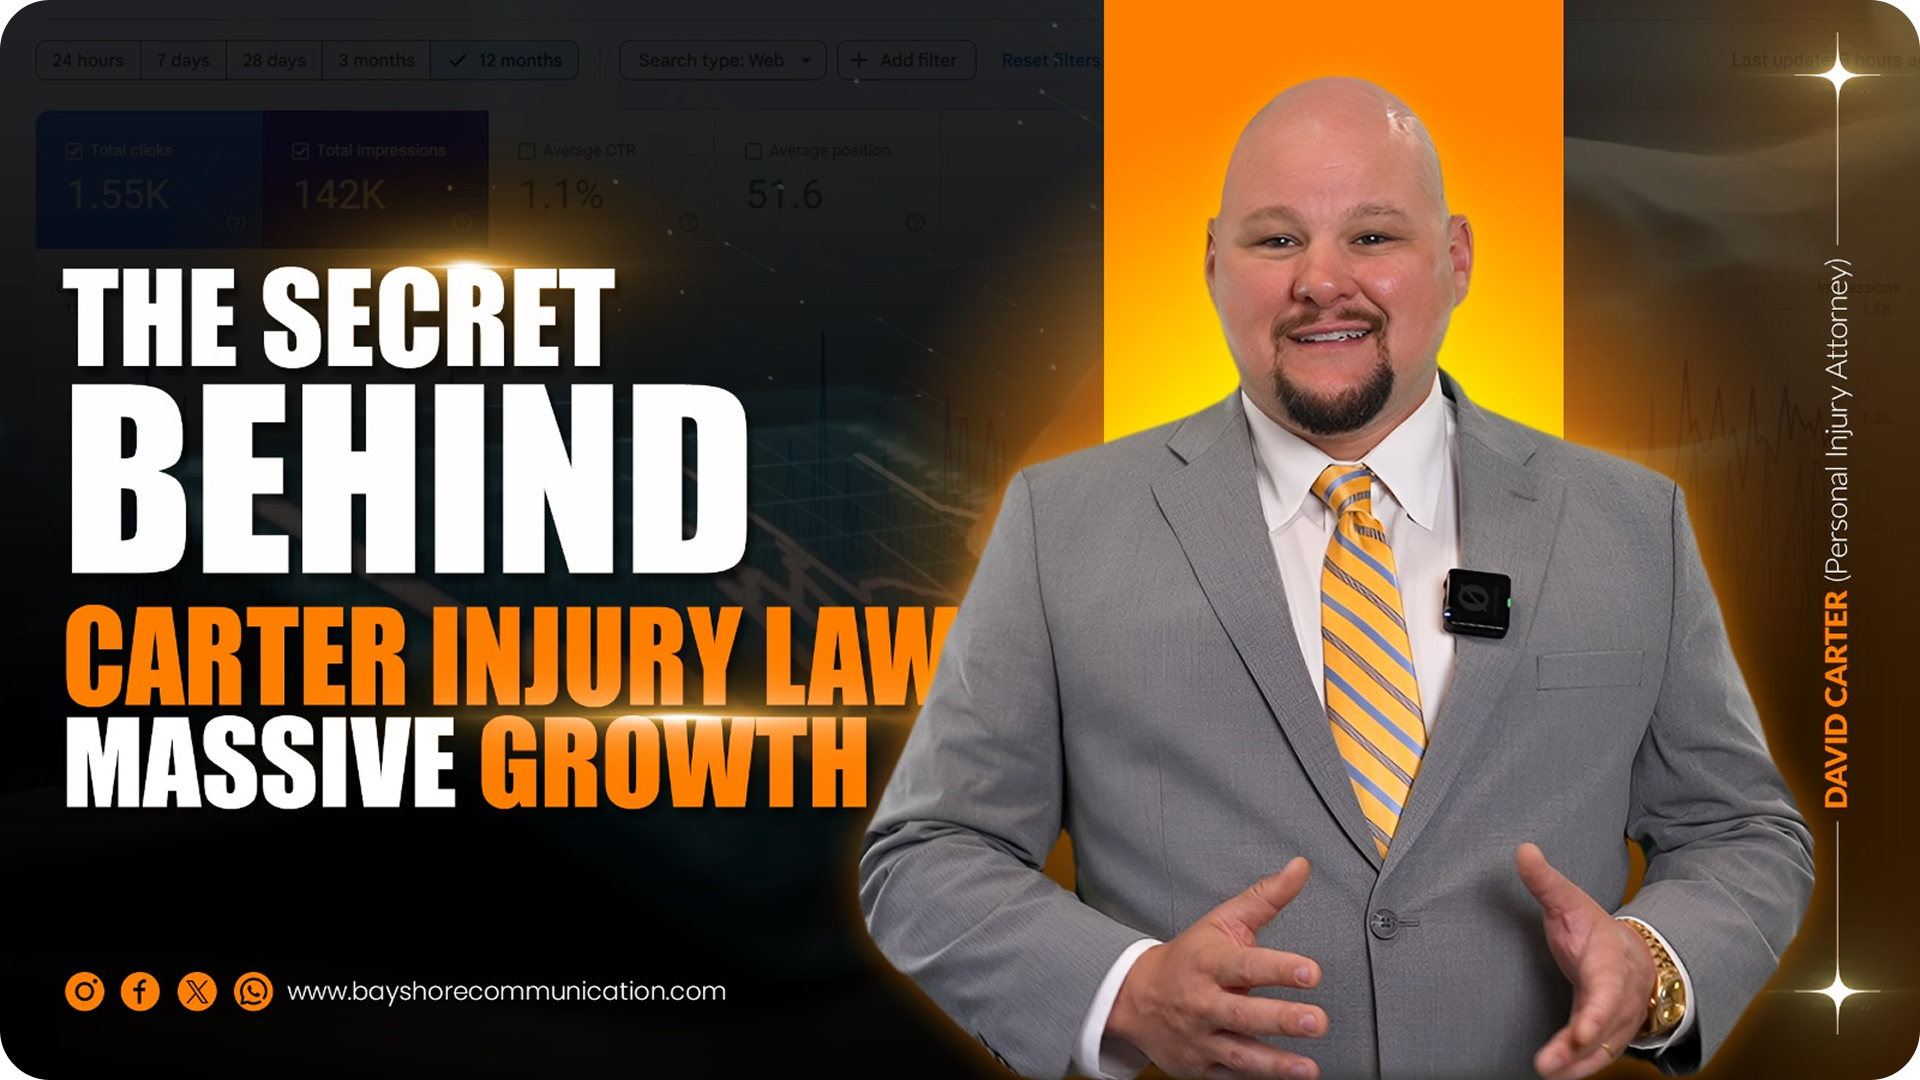 24 hours 7 days 28 days 3 months 12 months Search type: Web Add filter Reset filters
Total clicks Total impressions Average CTR Average position
1.55K 142K 1.1% 51.6
THE SECRET
BEHIND
CARTER INJURY LAW
MASSIVE GROWTH
www.bayshorecommunication.com
DAVID CARTER (Personal Injury Attorney)